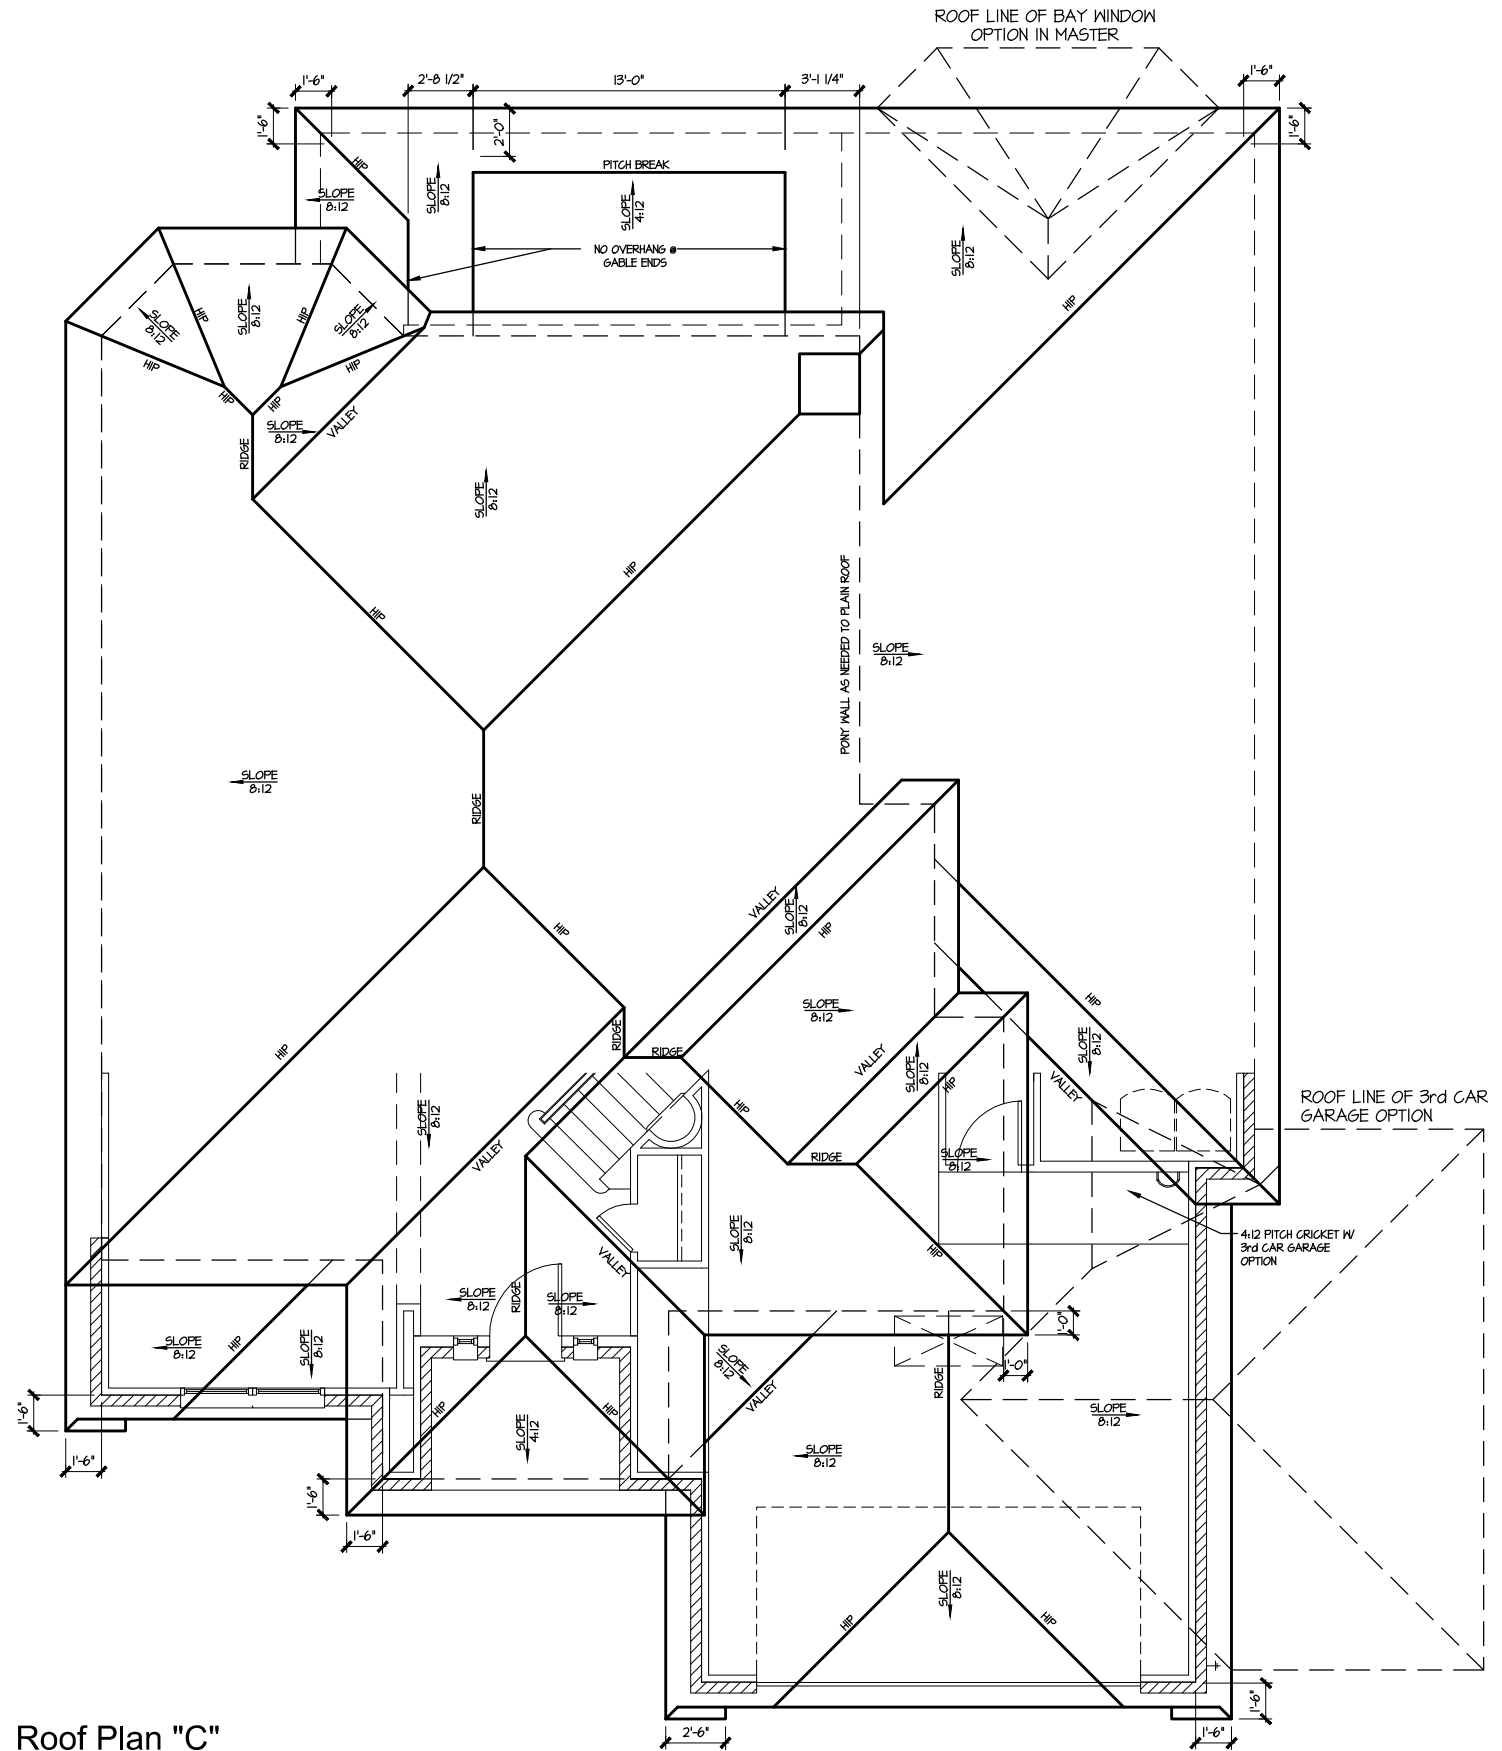 ROOF LINE OF BAY WINDOW
OPTION IN MASTER
1'-6"
2'-8 1/2"
13'-0"
3'-1 1/4"
1'-6"
1'-6"
2'-0"
1'-6"
HIP
SLOPE
8:12
SLOPE
8:12
PITCH BREAK
SLOPE
4:12
NO OVERHANG @
GABLE ENDS
SLOPE
8:12
HIP
SLOPE
8:12
HIP
SLOPE
8:12
HIP
SLOPE
8:12
HIP
HIP
HIP
HIP
SLOPE
8:12
VALLEY
RIDGE
SLOPE
8:12
HIP
HIP
PONY WALL AS NEEDED TO PLAIN ROOF
SLOPE
8:12
SLOPE
8:12
RIDGE
VALLEY
SLOPE
8:12
HIP
HIP
SLOPE
8:12
HIP
HIP
RIDGE
RIDGE
VALLEY
SLOPE
8:12
HIP
SLOPE
8:12
VALLEY
ROOF LINE OF 3rd CAR
GARAGE OPTION
SLOPE
8:12
VALLEY
HIP
RIDGE
SLOPE
8:12
SLOPE
8:12
HIP
4:12 PITCH CRICKET W/
3rd CAR GARAGE
OPTION
VALLEY
SLOPE
8:12
RIDGE
SLOPE
8:12
1'-0"
1'-0"
SLOPE
8:12
HIP
SLOPE
8:12
SLOPE
8:12
VALLEY
RIDGE
SLOPE
8:12
HIP
HIP
SLOPE
4:12
SLOPE
8:12
1'-6"
1'-6"
1'-6"
1'-6"
SLOPE
8:12
HIP
HIP
1'-6"
2'-6"
1'-6"
Roof Plan "C"